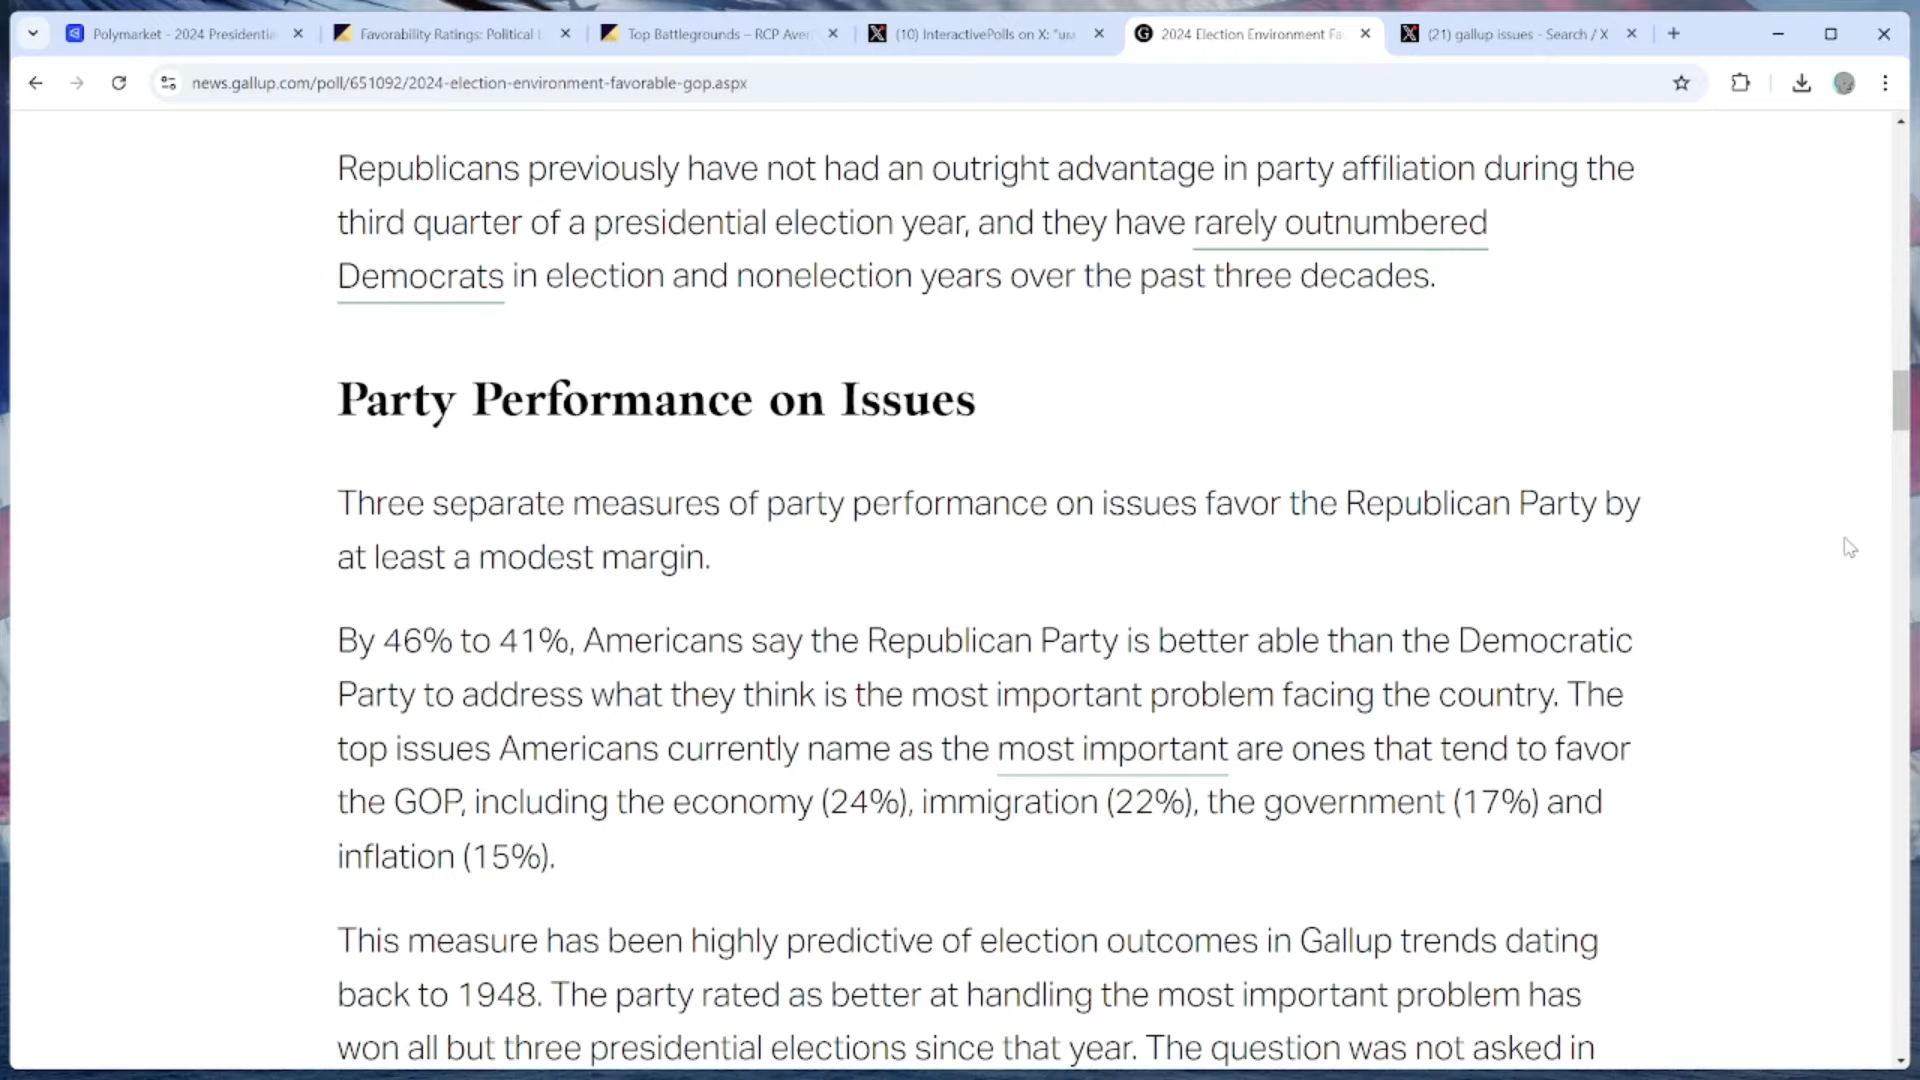 Polymarket - 2024 Presidentia
Favorability Ratings: Political L
Top Battlegrounds – RCP Aver
(10) InteractivePolls on X: "um
2024 Election Environment Fa
(21) gallup issues - Search / X
news.gallup.com/poll/651092/2024-election-environment-favorable-gop.aspx
Republicans previously have not had an outright advantage in party affiliation during the
third quarter of a presidential election year, and they have rarely outnumbered
Democrats in election and nonelection years over the past three decades.
Party Performance on Issues
Three separate measures of party performance on issues favor the Republican Party by
at least a modest margin.
By 46% to 41%, Americans say the Republican Party is better able than the Democratic
Party to address what they think is the most important problem facing the country. The
top issues Americans currently name as the most important are ones that tend to favor
the GOP, including the economy (24%), immigration (22%), the government (17%) and
inflation (15%).
This measure has been highly predictive of election outcomes in Gallup trends dating
back to 1948. The party rated as better at handling the most important problem has
won all but three presidential elections since that year. The question was not asked in